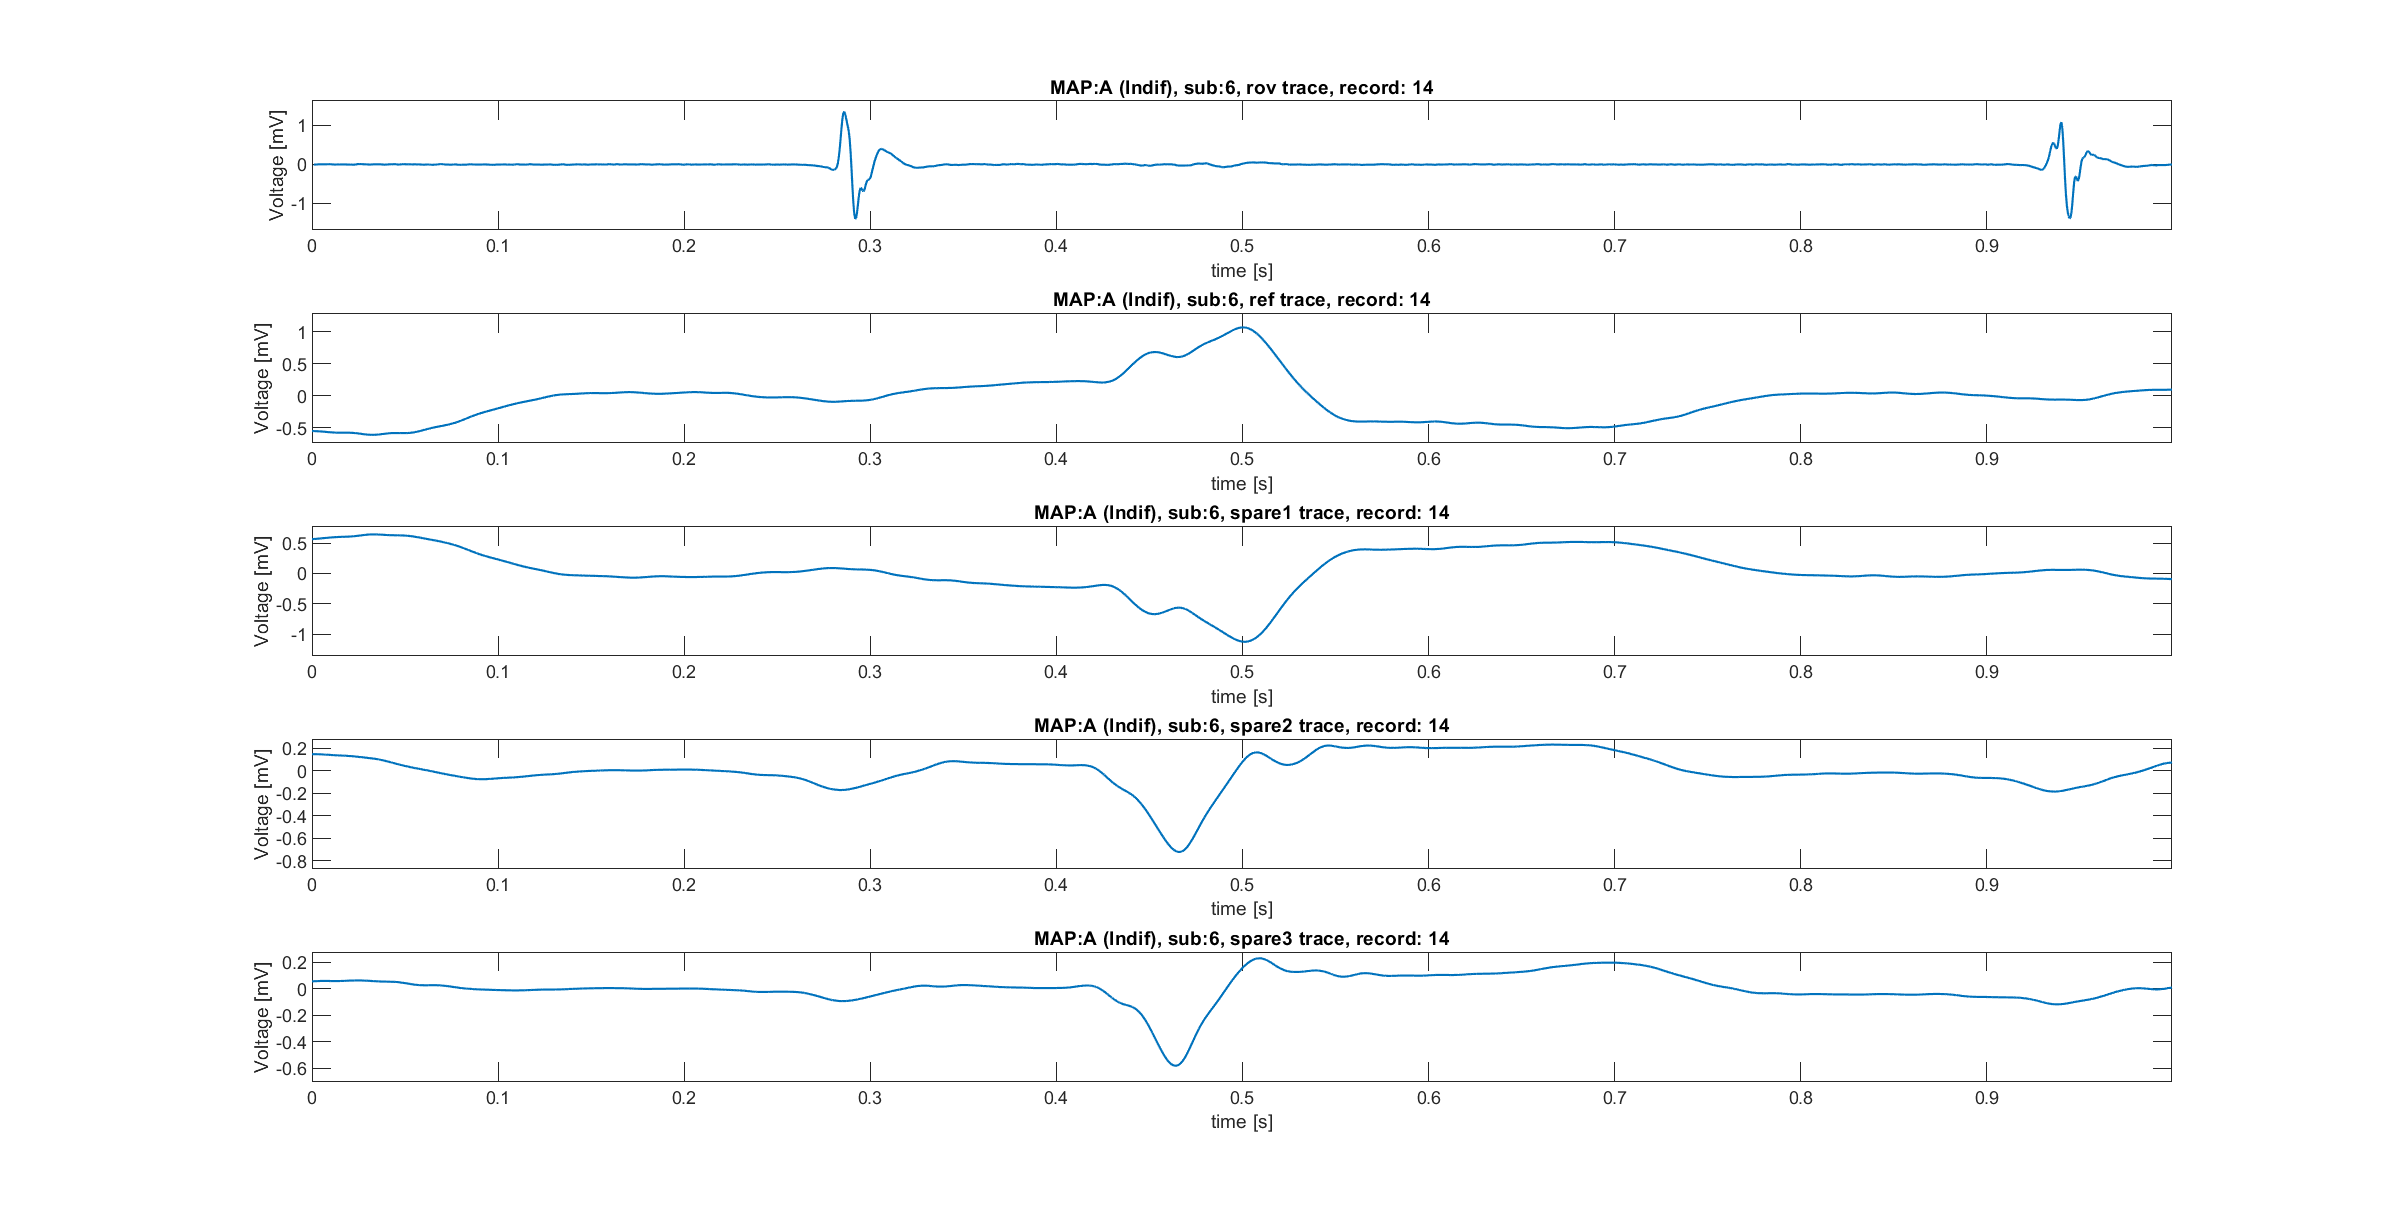 MAP:A (Indif), sub:6, rov trace, record: 14
Voltage [mV]
1
0
-1
0 0.1 0.2 0.3 0.4 0.5 0.6 0.7 0.8 0.9
time [s]
MAP:A (Indif), sub:6, ref trace, record: 14
Voltage [mV]
1
0.5
0
-0.5
0 0.1 0.2 0.3 0.4 0.5 0.6 0.7 0.8 0.9
time [s]
MAP:A (Indif), sub:6, spare1 trace, record: 14
Voltage [mV]
0.5
0
-0.5
-1
0 0.1 0.2 0.3 0.4 0.5 0.6 0.7 0.8 0.9
time [s]
MAP:A (Indif), sub:6, spare2 trace, record: 14
Voltage [mV]
0.2
0
-0.2
-0.4
-0.6
-0.8
0 0.1 0.2 0.3 0.4 0.5 0.6 0.7 0.8 0.9
time [s]
MAP:A (Indif), sub:6, spare3 trace, record: 14
Voltage [mV]
0.2
0
-0.2
-0.4
-0.6
0 0.1 0.2 0.3 0.4 0.5 0.6 0.7 0.8 0.9
time [s]